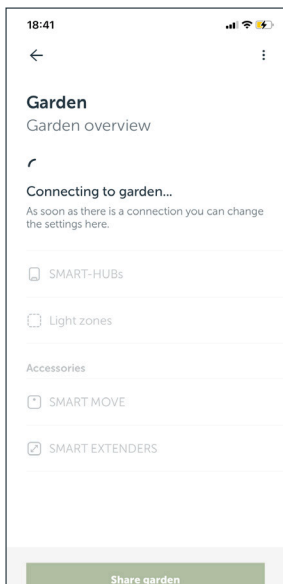 18:41
Garden
Garden overview
Connecting to garden...
As soon as there is a connection you can change
the settings here.
SMART-HUBs
Light zones
Accessories
SMART MOVE
SMART EXTENDERS
Share garden